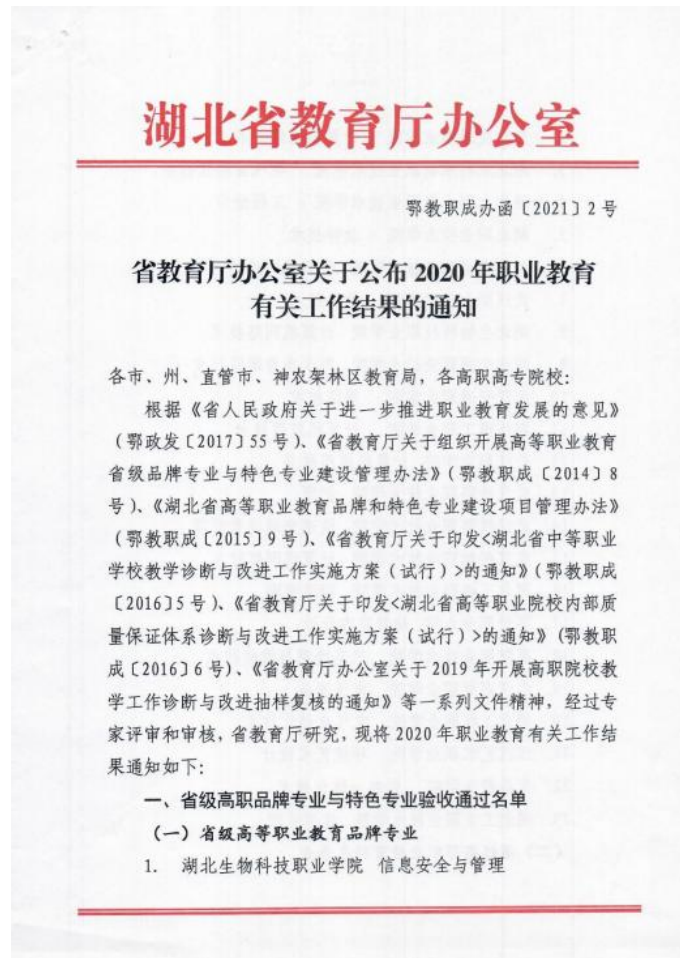 湖北省教育厅办公室
鄂教职成办函〔2021〕2号
省教育厅办公室关于公布2020年职业教育
有关工作结果的通知
各市、州、直管市、神农架林区教育局，各高职高专院校：
根据《省人民政府关于进一步推进职业教育发展的意见》
（鄂政发〔2017〕55号）、《省教育厅关于组织开展高等职业教育
省级品牌专业与特色专业建设管理办法》（鄂教职成〔2014〕8
号）、《湖北省高等职业教育品牌和特色专业建设项目管理办法》
（鄂教职成〔2015〕9号）、《省教育厅关于印发<湖北省中等职业
学校教学诊断与改进工作实施方案（试行）>的通知》（鄂教职成
〔2016〕5号）、《省教育厅关于印发<湖北省高等职业院校内部质
量保证体系诊断与改进工作实施方案（试行）>的通知》（鄂教职
成〔2016〕6号）、《省教育厅办公室关于2019年开展高职院校教
学工作诊断与改进抽样复核的通知》等一系列文件精神，经过专
家评审和审核，省教育厅研究，现将2020年职业教育有关工作结
果通知如下：
一、省级高职品牌专业与特色专业验收通过名单
（一）省级高等职业教育品牌专业
1. 湖北生物科技职业学院 信息安全与管理